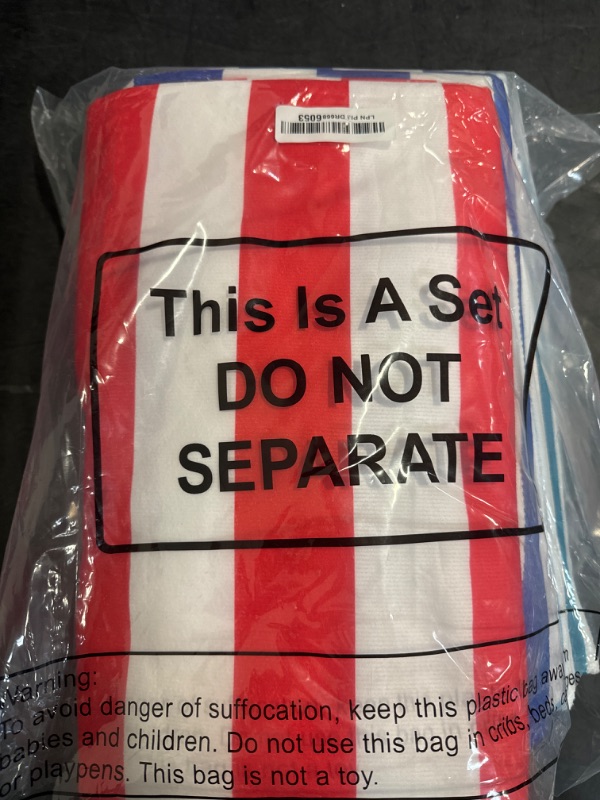 This Is A Set
DO NOT
SEPARATE
Warning:
To avoid danger of suffocation, keep this plastic bag away
babies and children. Do not use this bag in cribs, beds,
or playpens. This bag is not a toy.